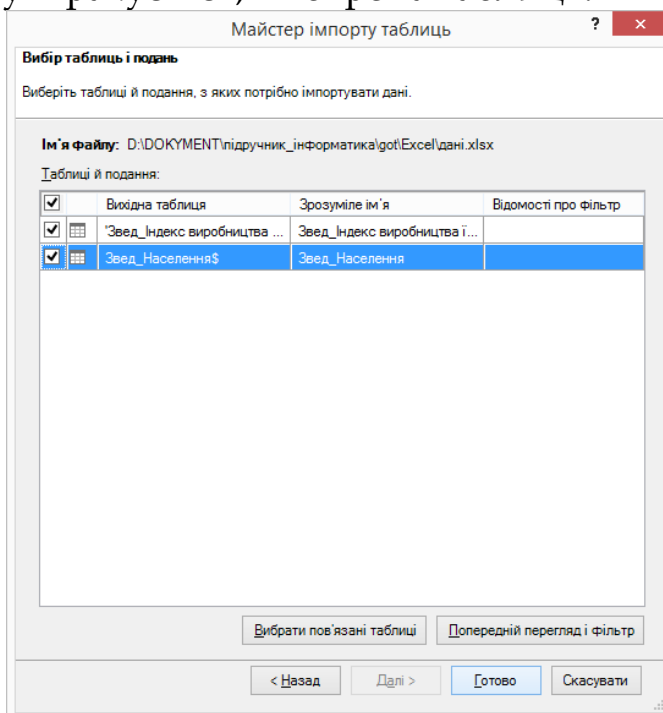 Майстер імпорту таблиць
? ×
Вибір таблиць і подань
Виберіть таблиці й подання, з яких потрібно імпортувати дані.
Ім'я файлу: D:\DOKYMENT\підручник_інформатика\got\Excel\дані.xlsx
Таблиці й подання:
Вихідна таблиця Зрозуміле ім'я Відомості про фільтр
'Звед_Індекс виробництва ... Звед_Індекс виробництва ї...
Звед_Населення$ Звед_Населення
Вибрати пов'язані таблиці Попередній перегляд і фільтр
< Назад Далі > Готово Скасувати